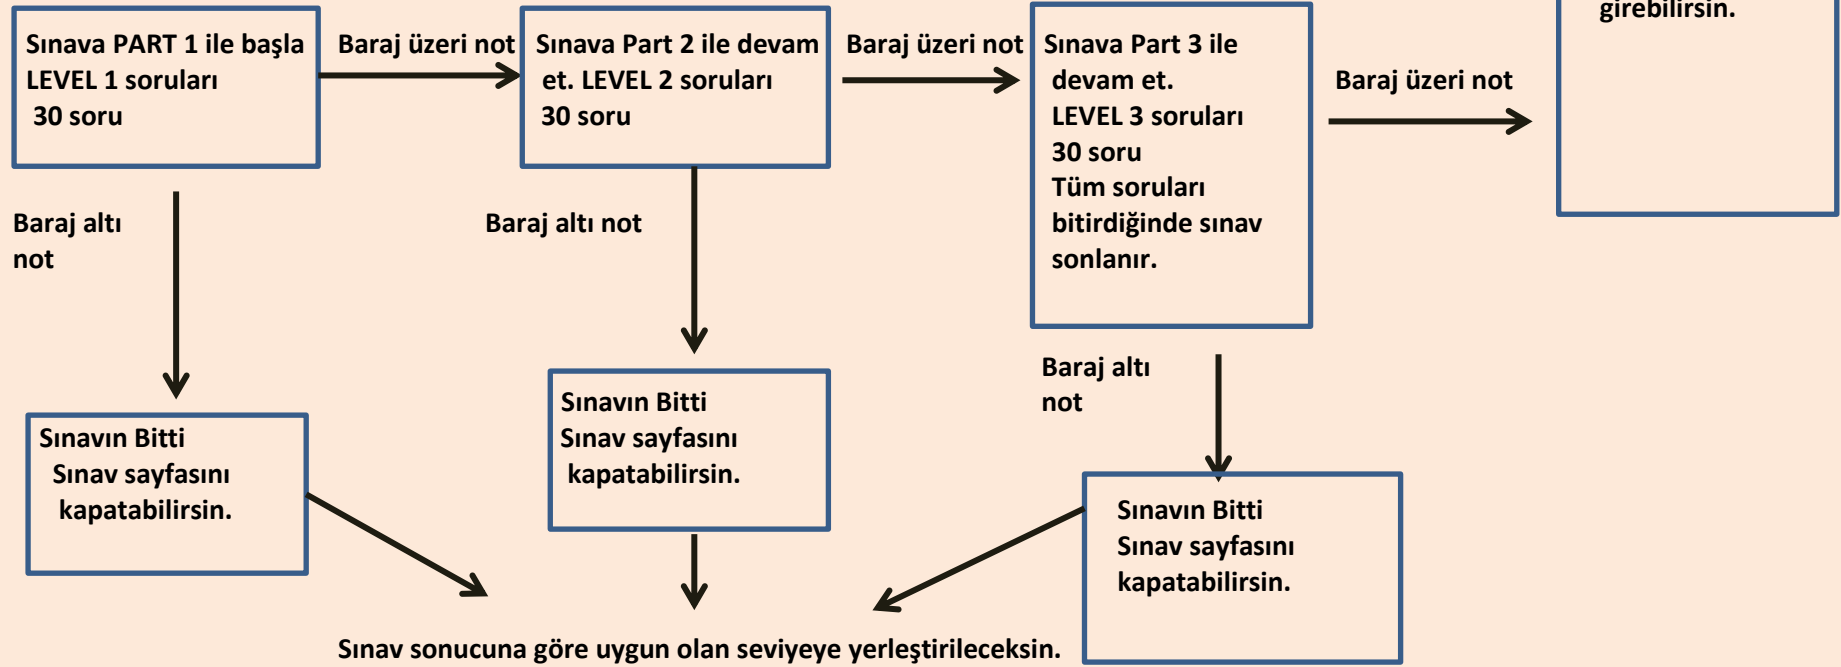 girebilirsin.
Sınava PART 1 ile başla
LEVEL 1 soruları
30 soru
Baraj üzeri not
Sınava Part 2 ile devam
et. LEVEL 2 soruları
30 soru
Baraj üzeri not
Sınava Part 3 ile
devam et.
LEVEL 3 soruları
30 soru
Tüm soruları
bitirdiğinde sınav
sonlanır.
Baraj üzeri not
Baraj altı
not
Baraj altı not
Baraj altı
not
Sınavın Bitti
Sınav sayfasını
kapatabilirsin.
Sınavın Bitti
Sınav sayfasını
kapatabilirsin.
Sınavın Bitti
Sınav sayfasını
kapatabilirsin.
Sınav sonucuna göre uygun olan seviyeye yerleştirileceksin.